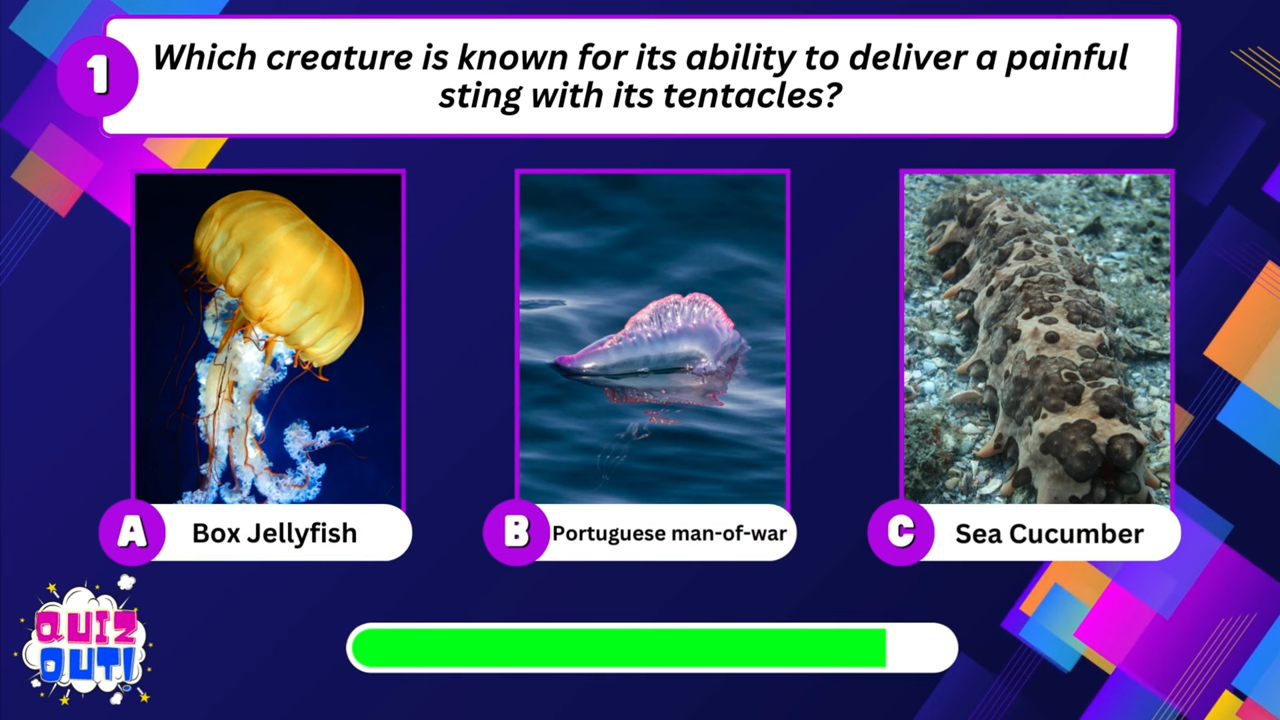 1
Which creature is known for its ability to deliver a painful
sting with its tentacles?
A
Box Jellyfish
B
Portuguese man-of-war
C
Sea Cucumber
QUIZ
OUT!